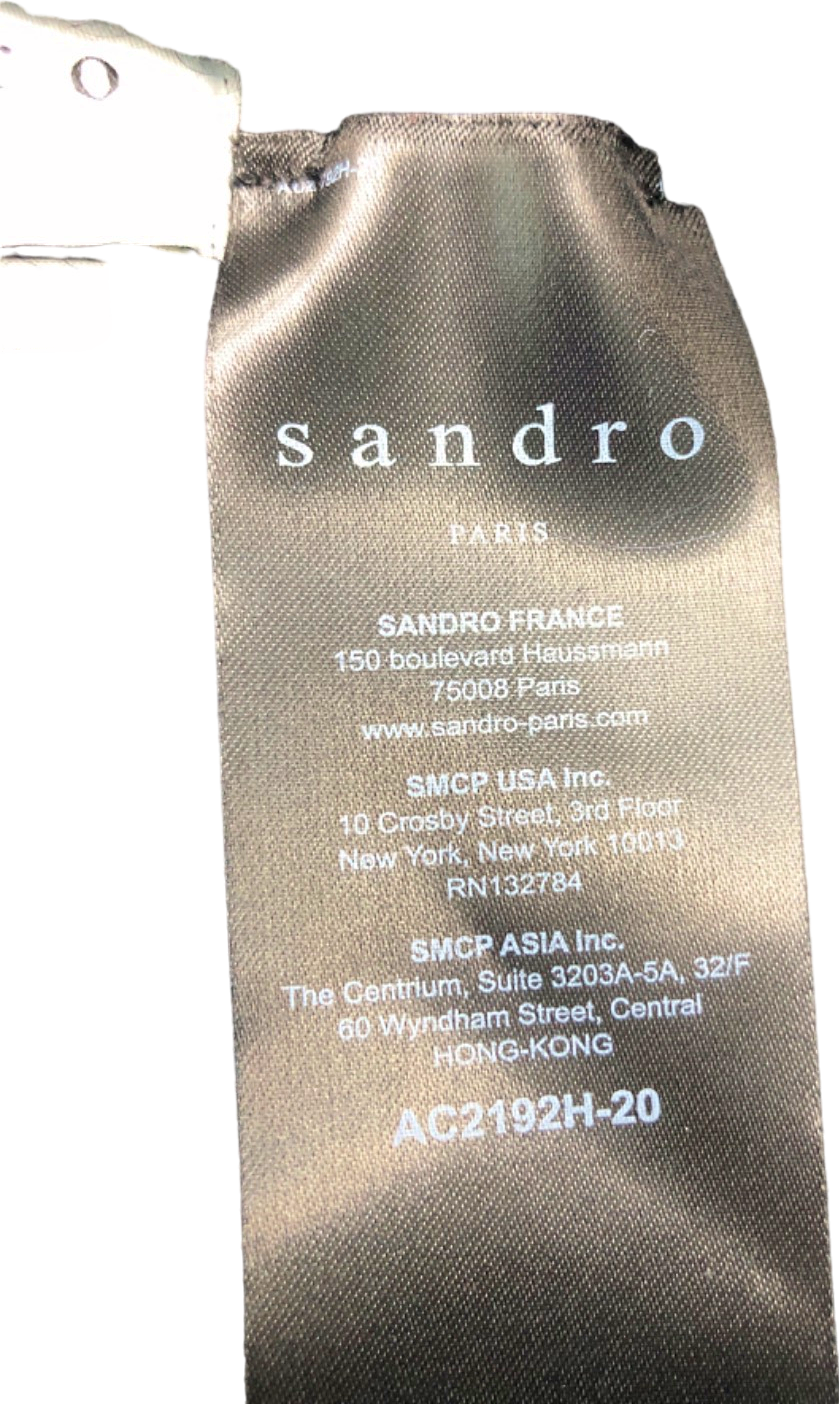 o
sandro
PARIS
SANDRO FRANCE
150 boulevard Haussmann
75008 Paris
www.sandro-paris.com
SMCP USA Inc.
10 Crosby Street, 3rd Floor
New York, New York 10013
RN132784
SMCP ASIA Inc.
The Centrium, Suite 3203A-5A, 32/F
60 Wyndham Street, Central
HONG-KONG
AC2192H-20